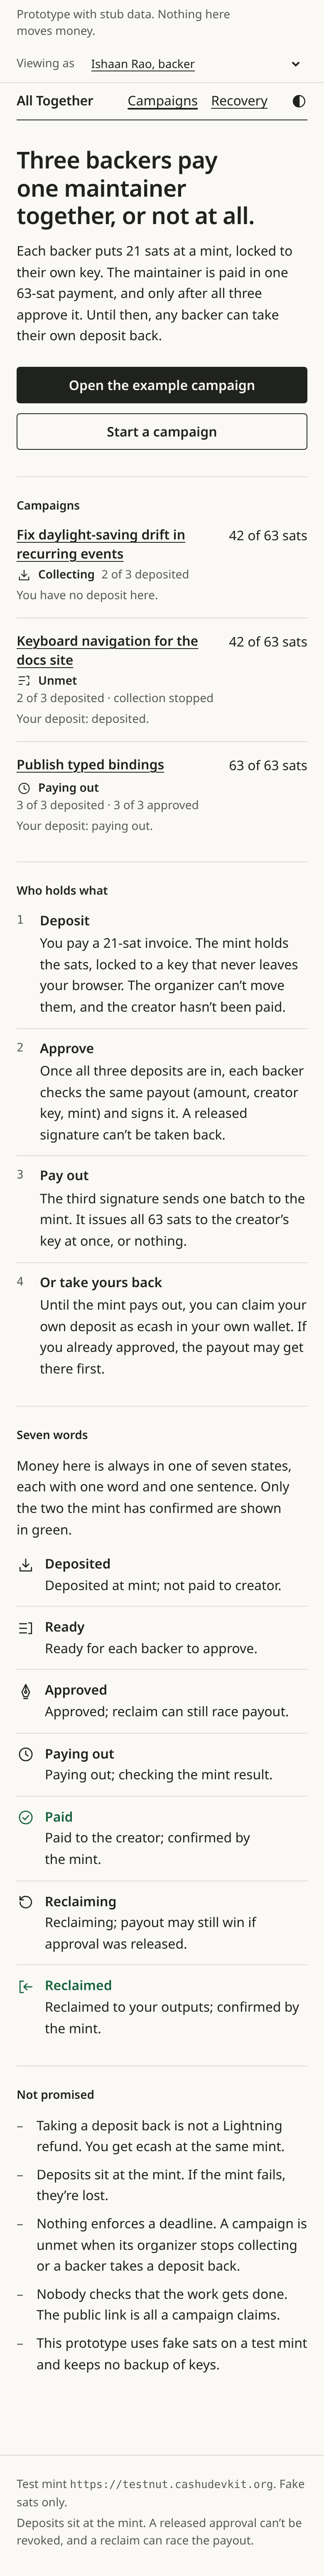 Prototype with stub data. Nothing here
moves money.
Viewing as Ishaan Rao, backer
All Together Campaigns Recovery
Three backers pay
one maintainer
together, or not at all.
Each backer puts 21 sats at a mint, locked to
their own key. The maintainer is paid in one
63-sat payment, and only after all three
approve it. Until then, any backer can take
their own deposit back.
Open the example campaign
Start a campaign
Campaigns
Fix daylight-saving drift in
recurring events
42 of 63 sats
Collecting 2 of 3 deposited
You have no deposit here.
Keyboard navigation for the
docs site
42 of 63 sats
Unmet
2 of 3 deposited · collection stopped
Your deposit: deposited.
Publish typed bindings
63 of 63 sats
Paying out
3 of 3 deposited · 3 of 3 approved
Your deposit: paying out.
Who holds what
1 Deposit
You pay a 21-sat invoice. The mint holds
the sats, locked to a key that never leaves
your browser. The organizer can’t move
them, and the creator hasn’t been paid.
2 Approve
Once all three deposits are in, each backer
checks the same payout (amount, creator
key, mint) and signs it. A released
signature can’t be taken back.
3 Pay out
The third signature sends one batch to the
mint. It issues all 63 sats to the creator’s
key at once, or nothing.
4 Or take yours back
Until the mint pays out, you can claim your
own deposit as ecash in your own wallet. If
you already approved, the payout may get
there first.
Seven words
Money here is always in one of seven states,
each with one word and one sentence. Only
the two the mint has confirmed are shown
in green.
Deposited
Deposited at mint; not paid to creator.
Ready
Ready for each backer to approve.
Approved
Approved; reclaim can still race payout.
Paying out
Paying out; checking the mint result.
Paid
Paid to the creator; confirmed by
the mint.
Reclaiming
Reclaiming; payout may still win if
approval was released.
Reclaimed
Reclaimed to your outputs; confirmed by
the mint.
Not promised
– Taking a deposit back is not a Lightning
refund. You get ecash at the same mint.
– Deposits sit at the mint. If the mint fails,
they’re lost.
– Nothing enforces a deadline. A campaign is
unmet when its organizer stops collecting
or a backer takes a deposit back.
– Nobody checks that the work gets done.
The public link is all a campaign claims.
– This prototype uses fake sats on a test mint
and keeps no backup of keys.
Test mint https://testnut.cashudevkit.org. Fake
sats only.
Deposits sit at the mint. A released approval can’t be
revoked, and a reclaim can race the payout.